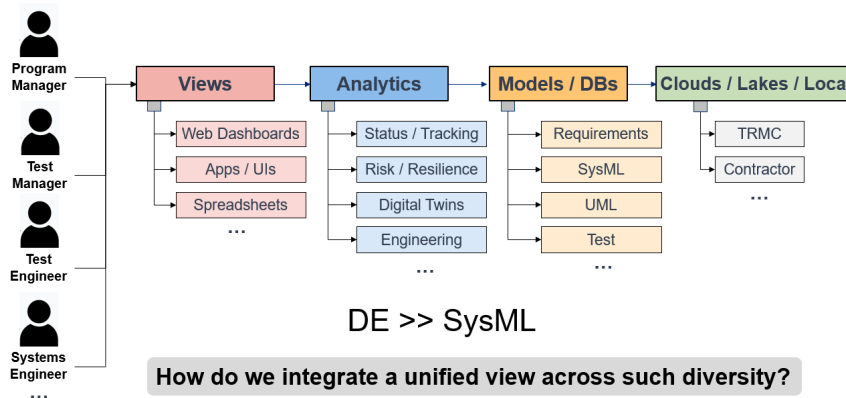 Program
Manager
Test
Manager
Test
Engineer
Systems
Engineer
...
Views
Web Dashboards
Apps / UIs
Spreadsheets
...
Analytics
Status / Tracking
Risk / Resilience
Digital Twins
Engineering
...
Models / DBs
Requirements
SysML
UML
Test
...
Clouds / Lakes / Loca
TRMC
Contractor
...
DE >> SysML
How do we integrate a unified view across such diversity?